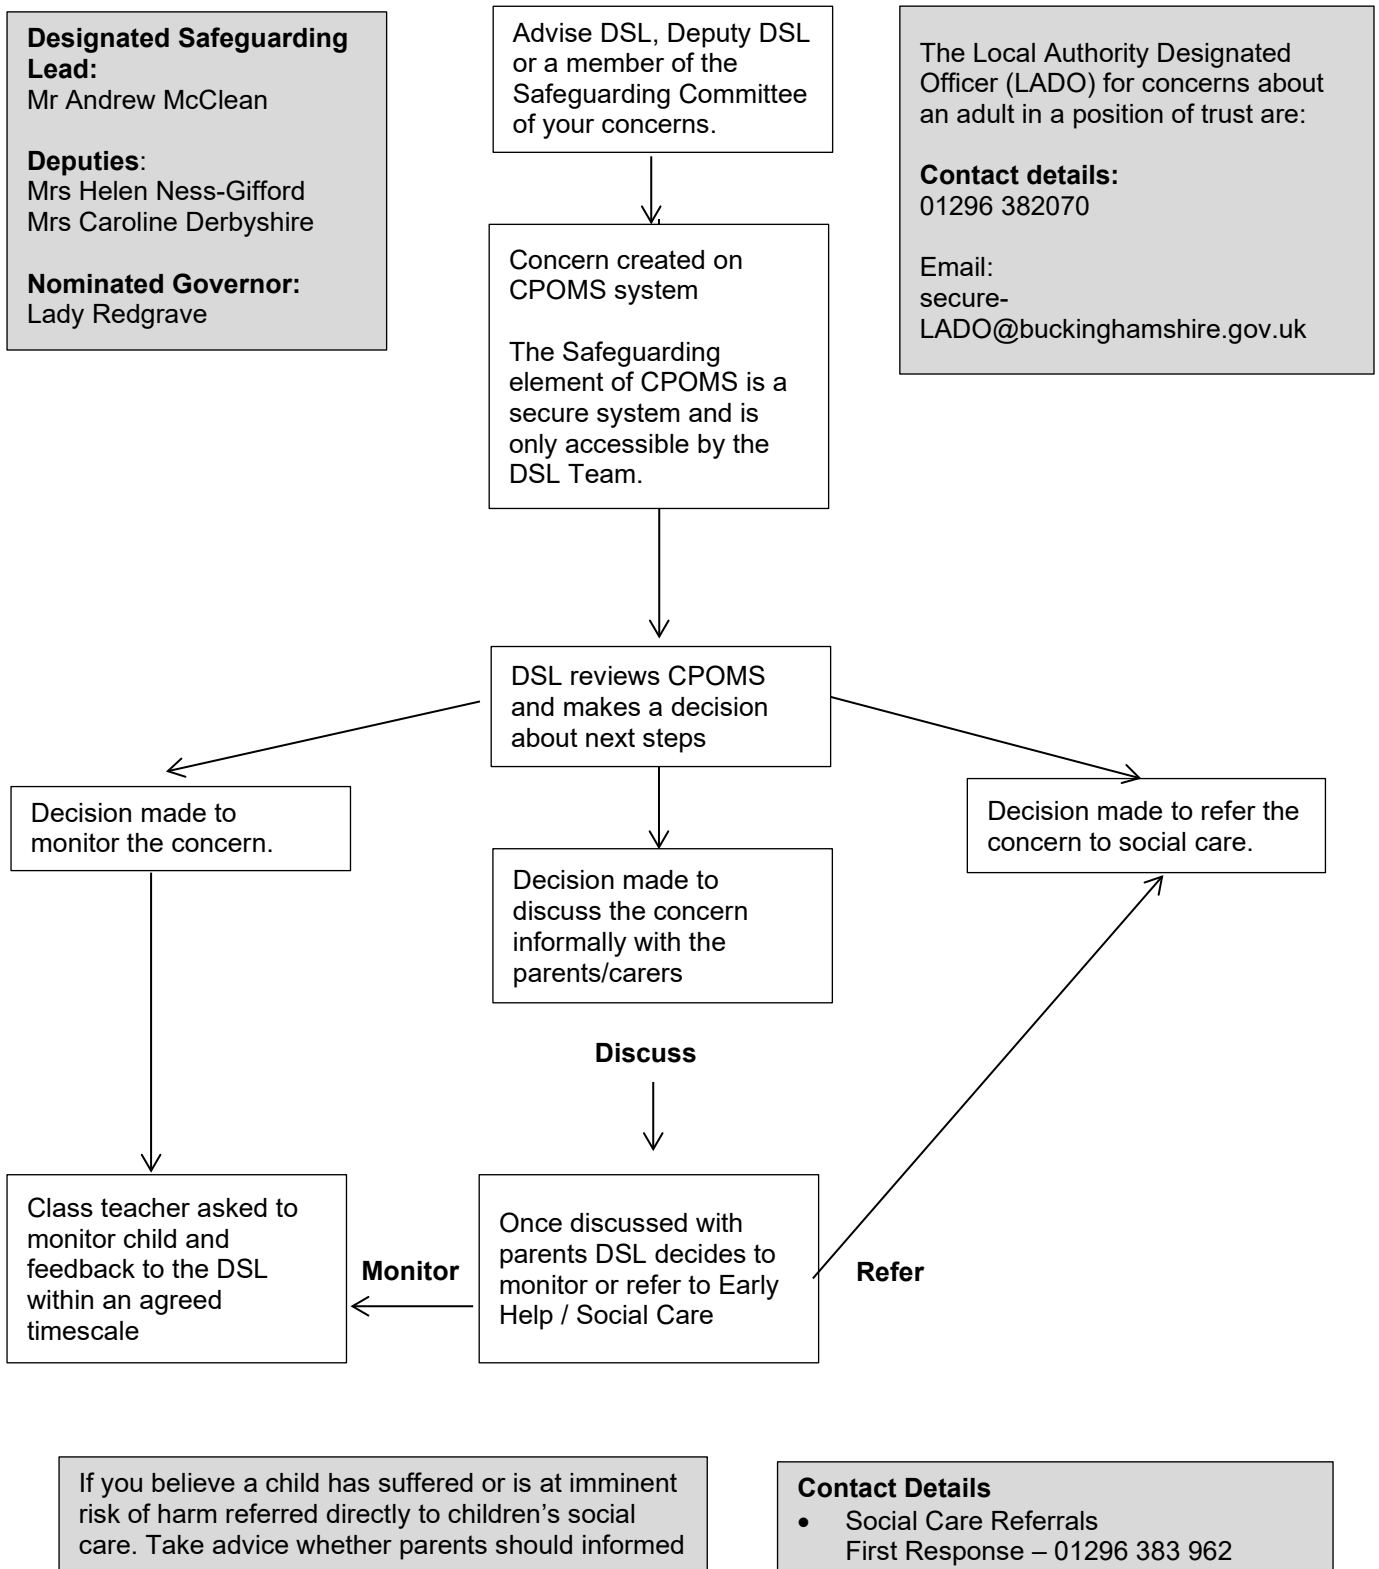 Designated Safeguarding
Lead:
Mr Andrew McClean
Deputies:
Mrs Helen Ness-Gifford
Mrs Caroline Derbyshire
Nominated Governor:
Lady Redgrave
Advise DSL, Deputy DSL
or a member of the
Safeguarding Committee
of your concerns.
The Local Authority Designated
Officer (LADO) for concerns about
an adult in a position of trust are:
Contact details:
01296 382070
Email:
secure-
LADO@buckinghamshire.gov.uk
Concern created on
CPOMS system
The Safeguarding
element of CPOMS is a
secure system and is
only accessible by the
DSL Team.
DSL reviews CPOMS
and makes a decision
about next steps
Decision made to
monitor the concern.
Decision made to
discuss the concern
informally with the
parents/carers
Decision made to refer the
concern to social care.
Discuss
Class teacher asked to
monitor child and
feedback to the DSL
within an agreed
timescale
Monitor
Once discussed with
parents DSL decides to
monitor or refer to Early
Help / Social Care
Refer
If you believe a child has suffered or is at imminent
risk of harm referred directly to children’s social
care. Take advice whether parents should informed
Contact Details
• Social Care Referrals
First Response – 01296 383 962